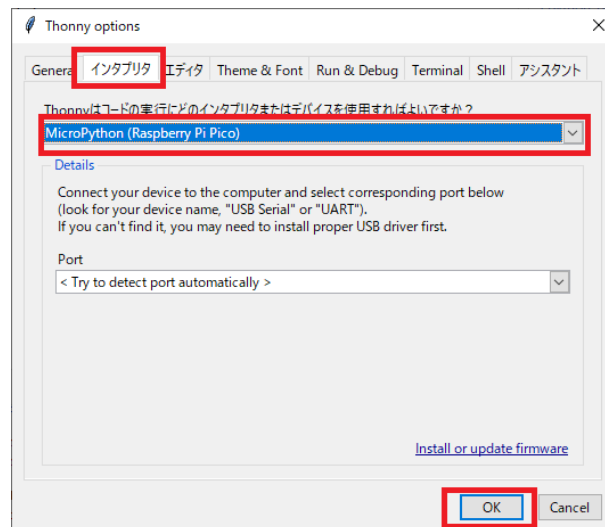 Thonny options
General インタプリタ エディタ Theme & Font Run & Debug Terminal Shell アシスタント
Thonnyはコードの実行にどのインタプリタまたはデバイスを使用すればよいですか？
MicroPython (Raspberry Pi Pico)
Details
Connect your device to the computer and select corresponding port below
(look for your device name, "USB Serial" or "UART").
If you can't find it, you may need to install proper USB driver first.
Port
< Try to detect port automatically >
Install or update firmware
OK Cancel